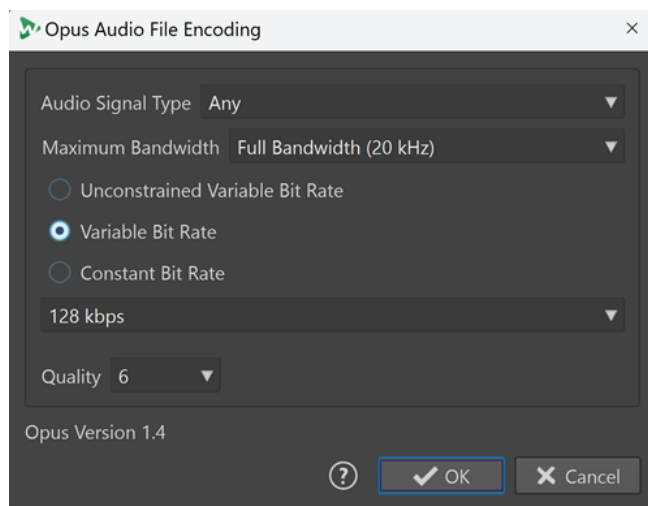 Opus Audio File Encoding
Audio Signal Type Any
Maximum Bandwidth Full Bandwidth (20 kHz)
Unconstrained Variable Bit Rate
Variable Bit Rate
Constant Bit Rate
128 kbps
Quality 6
Opus Version 1.4
? OK Cancel